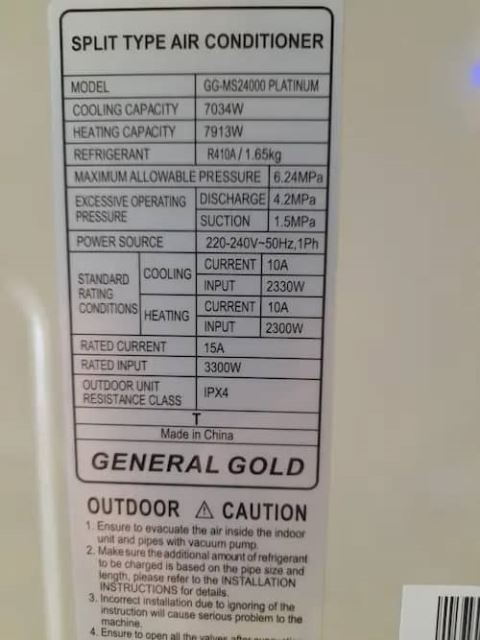 SPLIT TYPE AIR CONDITIONER
MODEL GG-MS24000 PLATINUM
COOLING CAPACITY 7034W
HEATING CAPACITY 7913W
REFRIGERANT R410A / 1.65kg
MAXIMUM ALLOWABLE PRESSURE 6.24MPa
EXCESSIVE OPERATING PRESSURE DISCHARGE 4.2MPa
SUCTION 1.5MPa
POWER SOURCE 220-240V~50Hz,1Ph
STANDARD RATING CONDITIONS COOLING CURRENT 10A
INPUT 2330W
HEATING CURRENT 10A
INPUT 2300W
RATED CURRENT 15A
RATED INPUT 3300W
OUTDOOR UNIT RESISTANCE CLASS IPX4
T
Made in China
GENERAL GOLD
OUTDOOR ⚠ CAUTION
1. Ensure to evacuate the air inside the indoor
unit and pipes with vacuum pump.
2. Make sure the additional amount of refrigerant
to be charged is based on the pipe size and
length, please refer to the INSTALLATION
INSTRUCTIONS for details.
3. Incorrect installation due to ignoring of the
instruction will cause serious problem to the
machine.
4. Ensure to open all the valves after